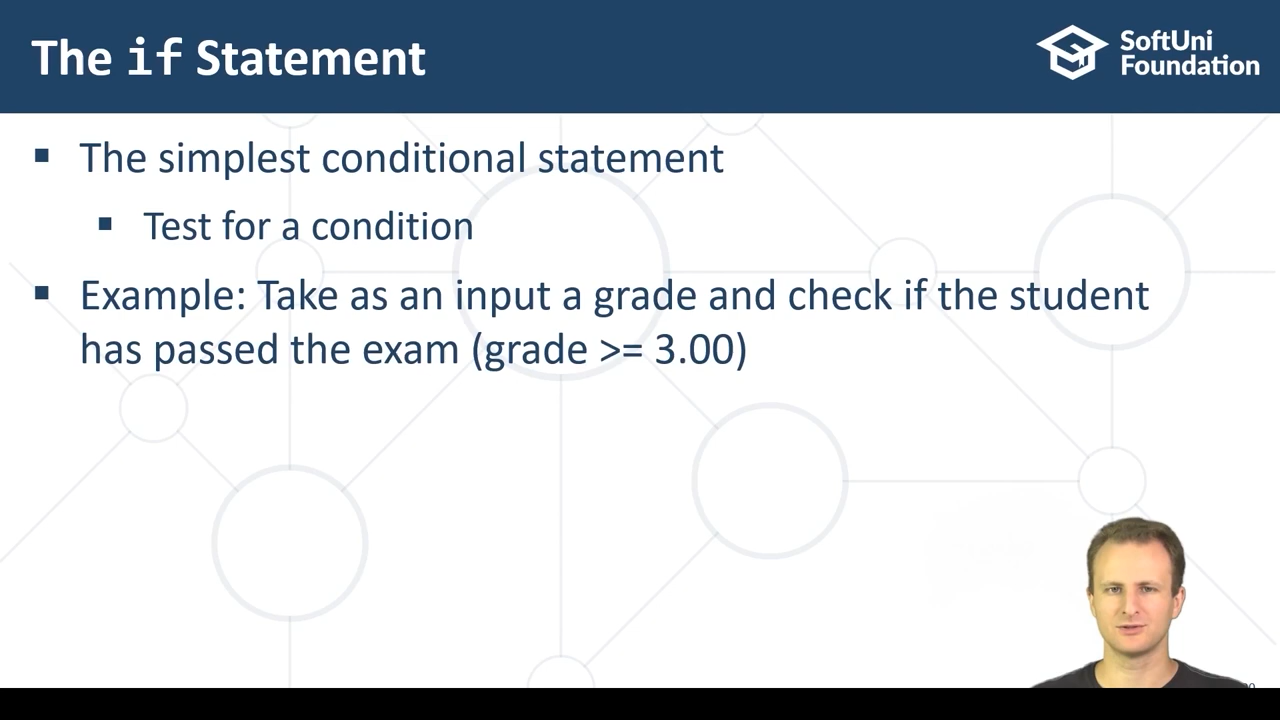 The if Statement
SoftUni
Foundation
▪ The simplest conditional statement
▪ Test for a condition
▪ Example: Take as an input a grade and check if the student
has passed the exam (grade >= 3.00)